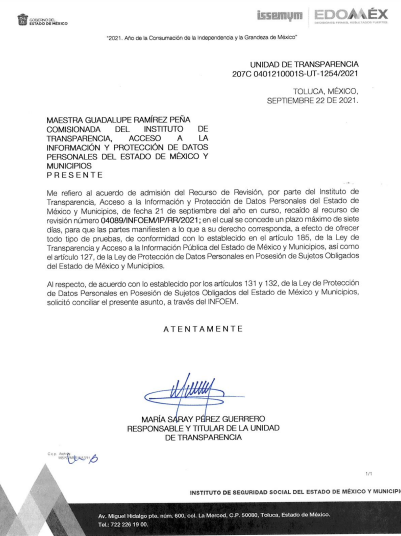 GOBIERNO DEL
ESTADO DE MÉXICO
issemym
EDOMÉX
"2021. Año de la Consumación de la Independencia y la Grandeza de México"
UNIDAD DE TRANSPARENCIA
207C 0401210001S-UT-1254/2021
TOLUCA, MÉXICO,
SEPTIEMBRE 22 DE 2021.
MAESTRA GUADALUPE RAMÍREZ PEÑA
COMISIONADA DEL INSTITUTO DE
TRANSPARENCIA, ACCESO A LA
INFORMACIÓN Y PROTECCIÓN DE DATOS
PERSONALES DEL ESTADO DE MÉXICO Y
MUNICIPIOS
P R E S E N T E
Me refiero al acuerdo de admisión del Recurso de Revisión, por parte del Instituto de
Transparencia, Acceso a la Información y Protección de Datos Personales del Estado de
México y Municipios, de fecha 21 de septiembre del año en curso, recaído al recurso de
revisión número 04089/INFOEM/IP/RR/2021; en el cual se concede un plazo máximo de siete
días, para que las partes manifiesten a lo que a su derecho corresponda, a efecto de ofrecer
todo tipo de pruebas, de conformidad con lo establecido en el artículo 185, de la Ley de
Transparencia y Acceso a la Información Pública del Estado de México y Municipios, así como
el artículo 127, de la Ley de Protección de Datos Personales en Posesión de Sujetos Obligados
del Estado de México y Municipios.
Al respecto, de acuerdo con lo establecido por los artículos 131 y 132, de la Ley de Protección
de Datos Personales en Posesión de Sujetos Obligados del Estado de México y Municipios,
solicitó conciliar el presente asunto, a través del INFOEM.
A T E N T A M E N T E
MARÍA SARAY PÉREZ GUERRERO
RESPONSABLE Y TITULAR DE LA UNIDAD
DE TRANSPARENCIA
1/1
INSTITUTO DE SEGURIDAD SOCIAL DEL ESTADO DE MÉXICO Y MUNICIPI
Av. Miguel Hidalgo pte. núm. 600, col. La Merced, C.P. 50080, Toluca, Estado de México.
Tel.: 722 226 19 00.